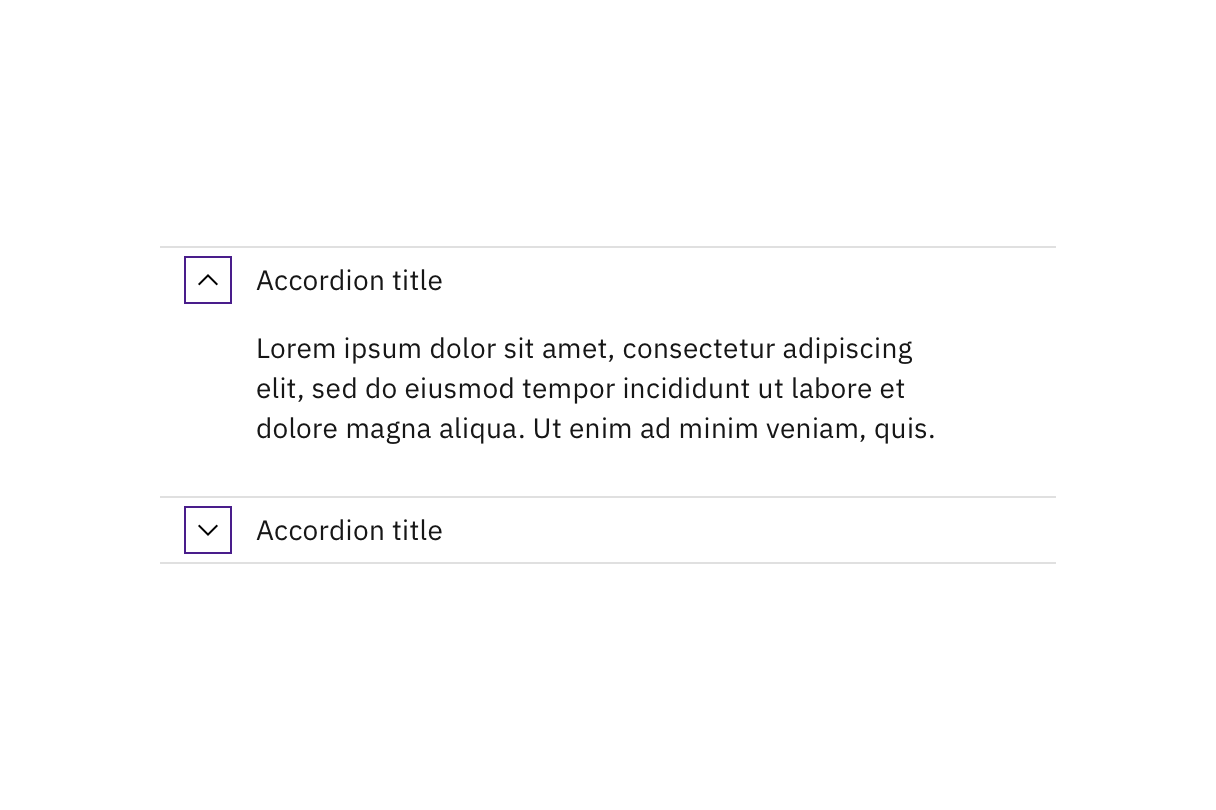 Accordion title
Lorem ipsum dolor sit amet, consectetur adipiscing
elit, sed do eiusmod tempor incididunt ut labore et
dolore magna aliqua. Ut enim ad minim veniam, quis.
Accordion title